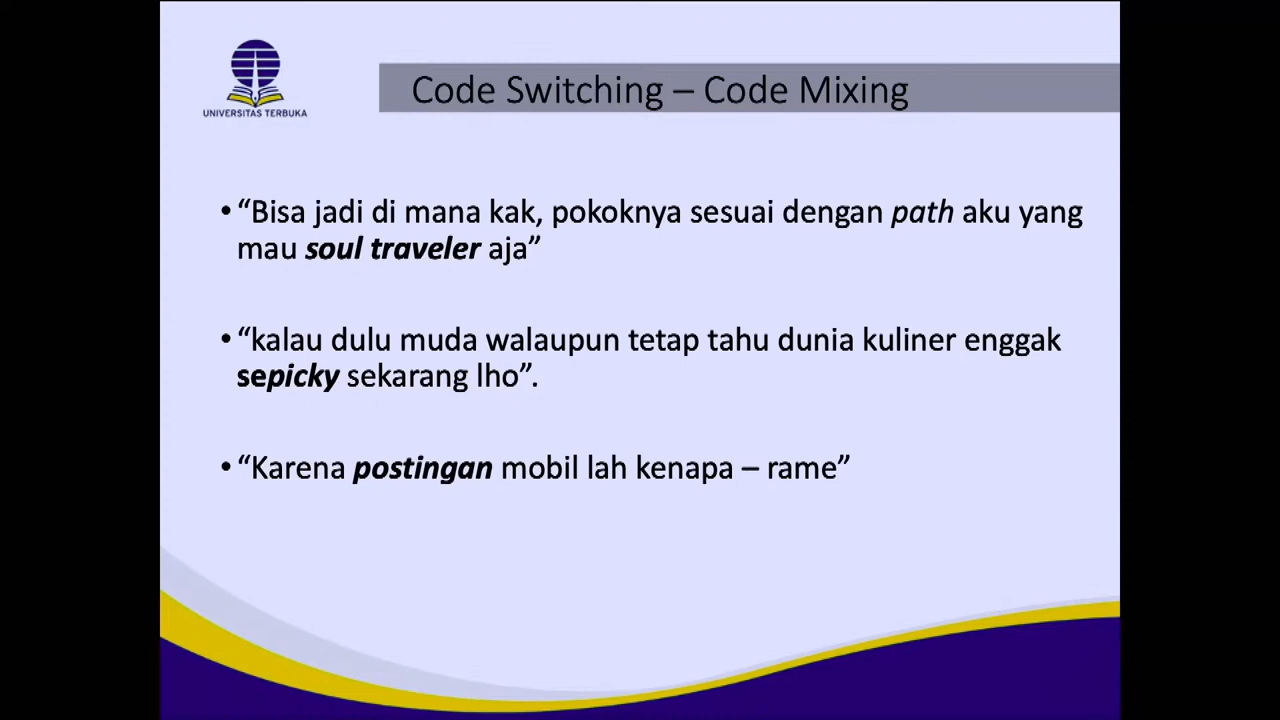 UNIVERSITAS TERBUKA
Code Switching – Code Mixing
• “Bisa jadi di mana kak, pokoknya sesuai dengan path aku yang
mau soul traveler aja”
• “kalau dulu muda walaupun tetap tahu dunia kuliner enggak
sepicky sekarang lho”.
• “Karena postingan mobil lah kenapa – rame”